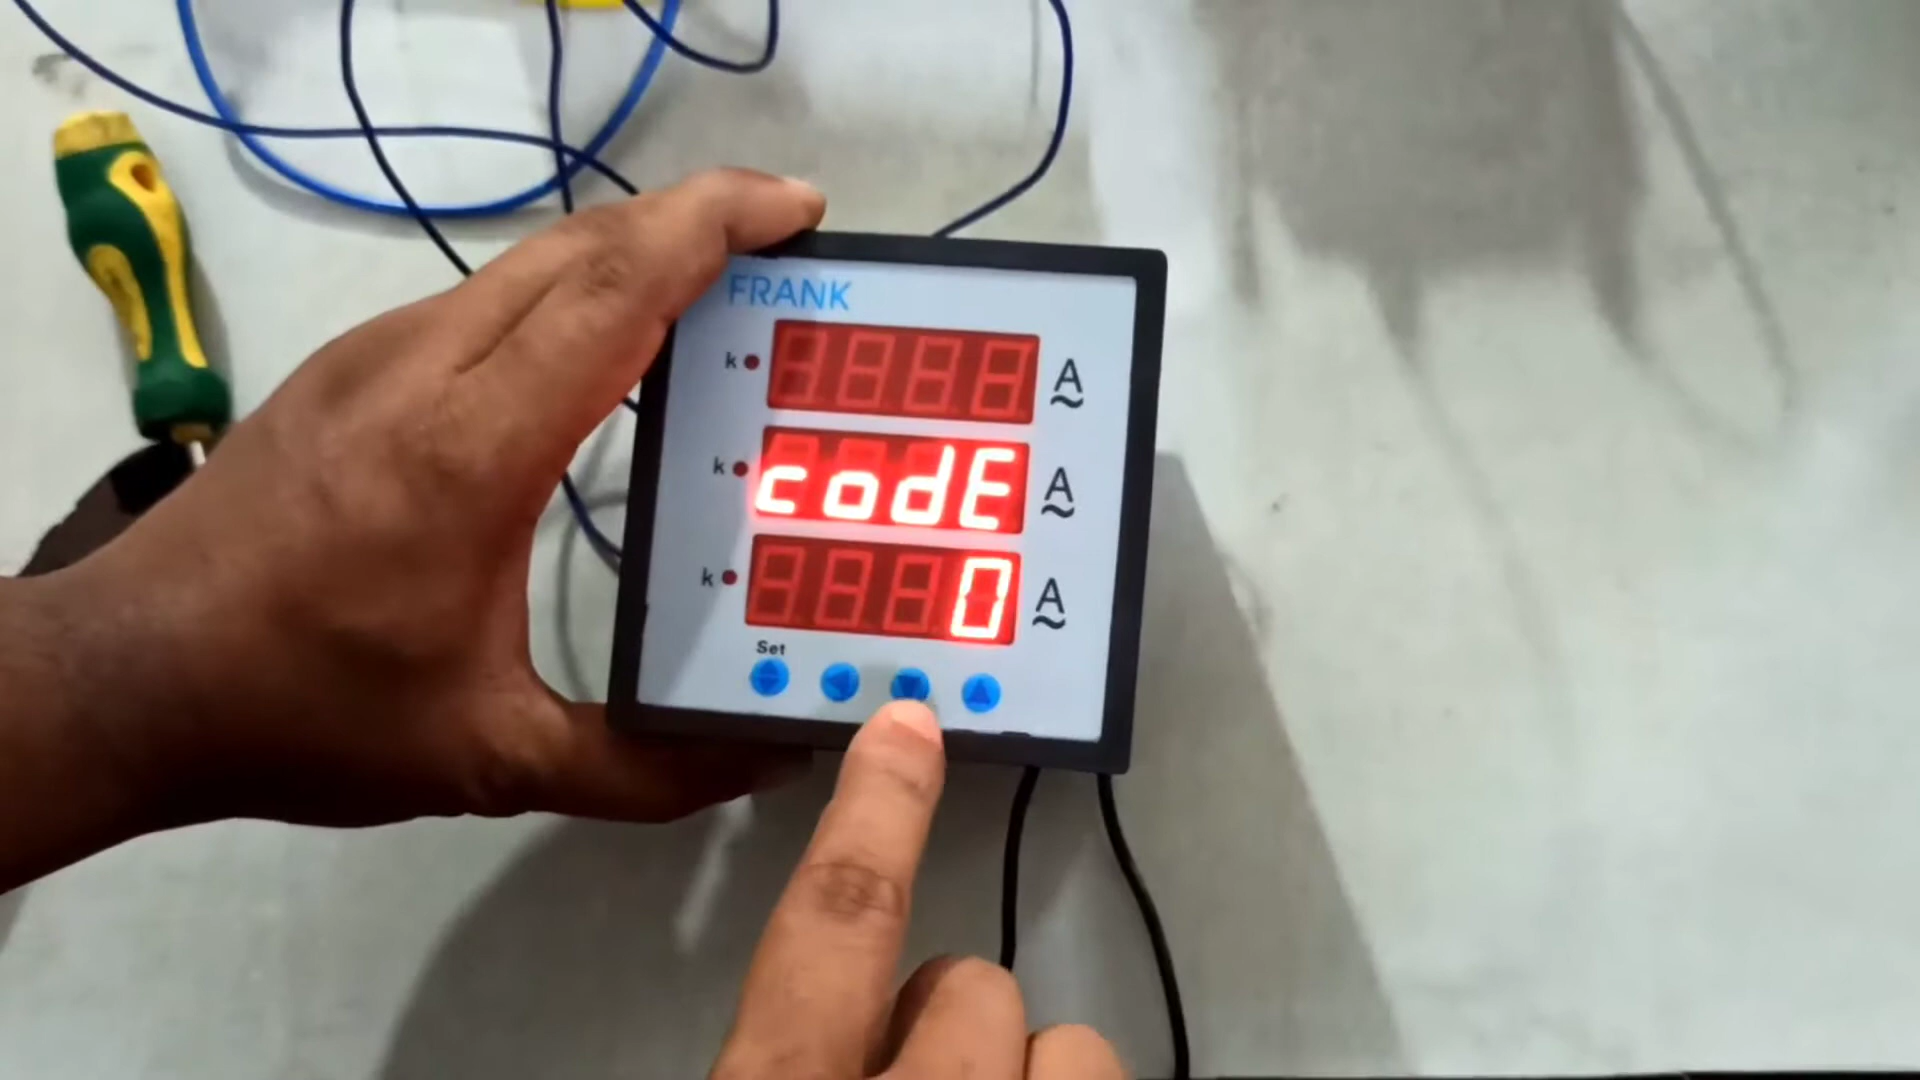 FRANK
k A
k codE A
k 0 A
Set